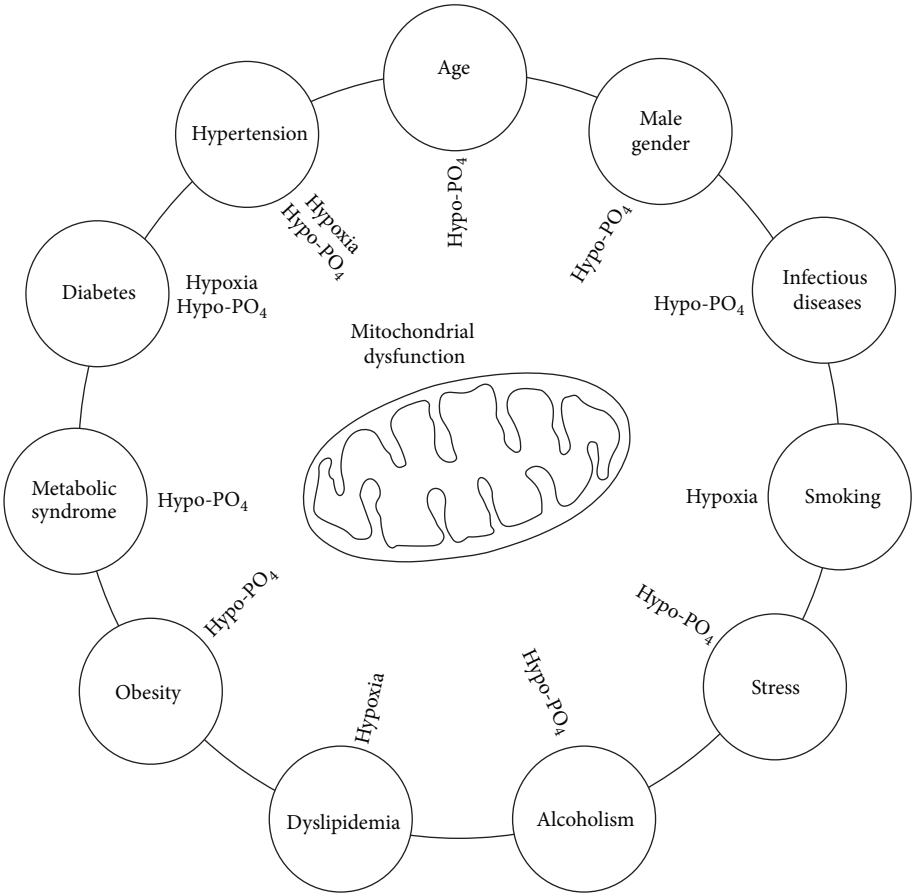 Age
Hypo-PO4
Male
gender
Hypo-PO4
Infectious
diseases
Hypo-PO4
Smoking
Hypoxia
Stress
Hypo-PO4
Alcoholism
Hypo-PO4
Dyslipidemia
Hypoxia
Obesity
Hypo-PO4
Metabolic
syndrome
Hypo-PO4
Diabetes
Hypoxia
Hypo-PO4
Hypertension
Hypoxia
Hypo-PO4
Mitochondrial
dysfunction